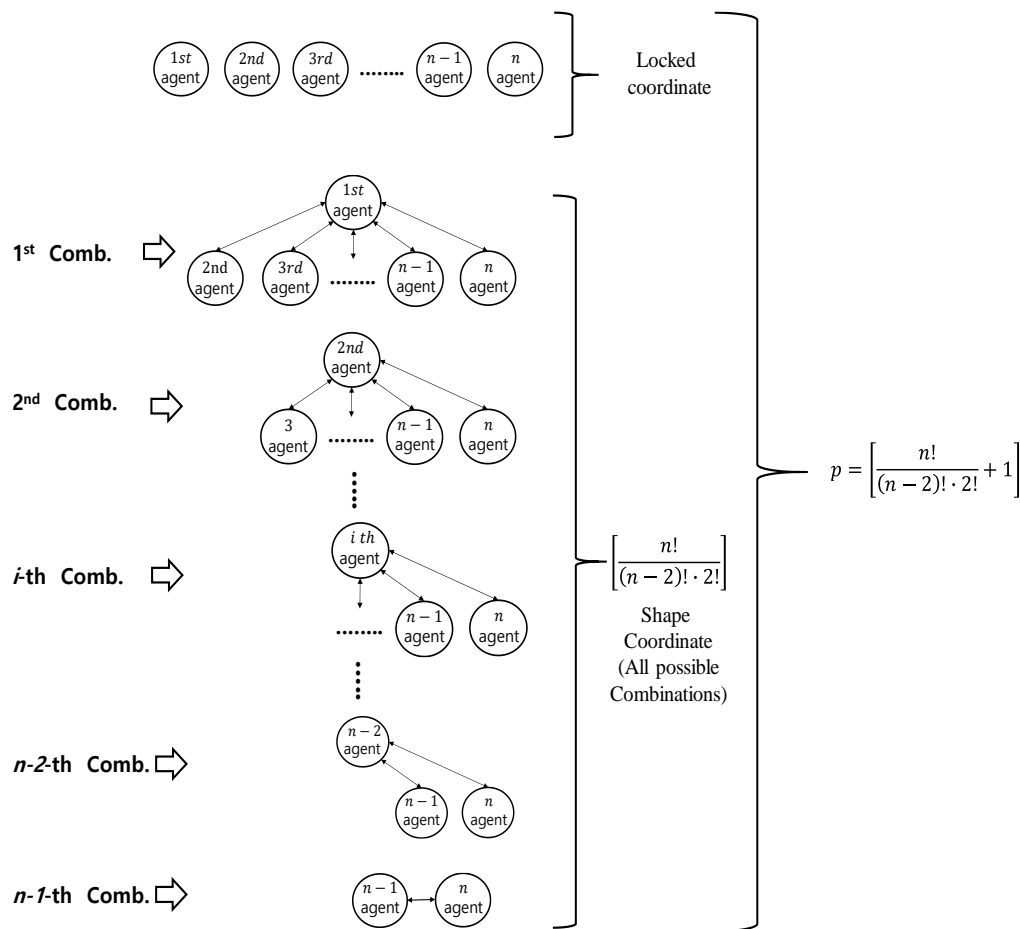 1st agent
2nd agent
3rd agent
........
n − 1 agent
n agent
Locked
coordinate
1st Comb.
1st agent
2nd agent
3rd agent
........
n − 1 agent
n agent
2nd Comb.
2nd agent
3 agent
........
n − 1 agent
n agent
i-th Comb.
i th agent
........
n − 1 agent
n agent
n-2-th Comb.
n − 2 agent
n − 1 agent
n agent
n-1-th Comb.
n − 1 agent
n agent
[n! / ((n − 2)! · 2!)]
Shape
Coordinate
(All possible
Combinations)
p = [n! / ((n − 2)! · 2!) + 1]